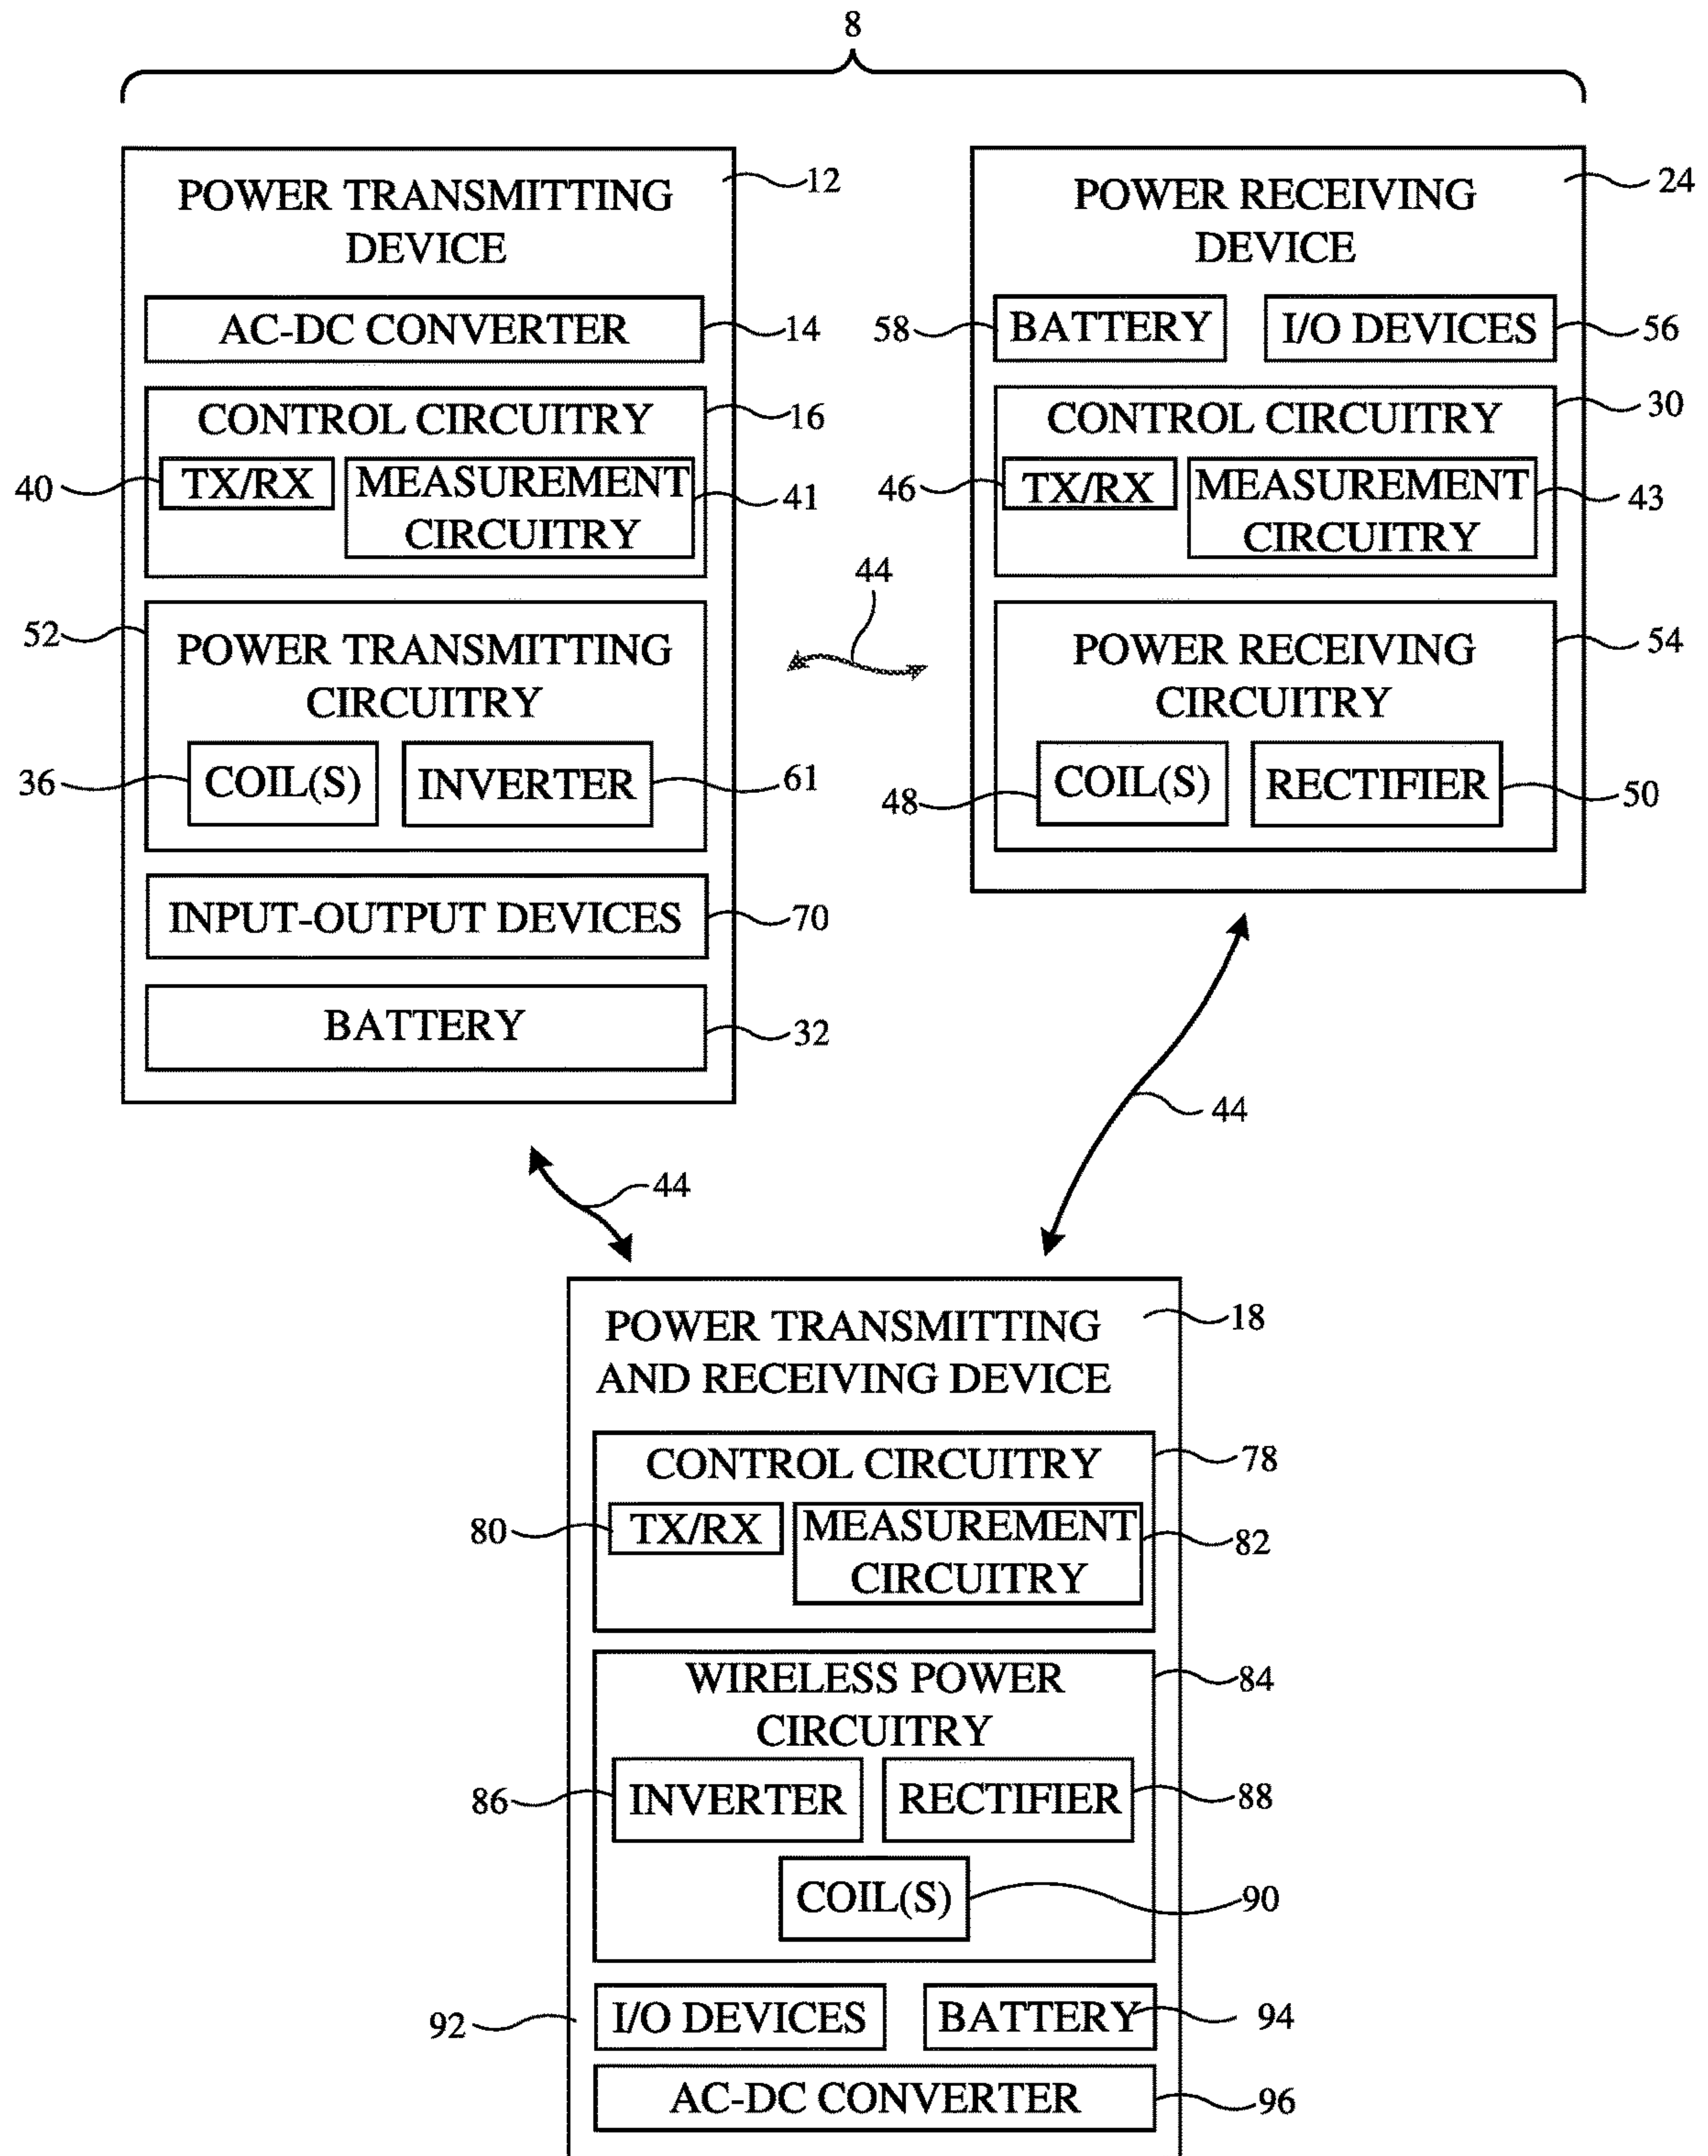 8
POWER TRANSMITTING
DEVICE
12
AC-DC CONVERTER
14
CONTROL CIRCUITRY
16
40
TX/RX
MEASUREMENT
CIRCUITRY
41
52
POWER TRANSMITTING
CIRCUITRY
36
COIL(S)
INVERTER
61
INPUT-OUTPUT DEVICES
70
BATTERY
32
POWER RECEIVING
DEVICE
24
58
BATTERY
I/O DEVICES
56
CONTROL CIRCUITRY
30
46
TX/RX
MEASUREMENT
CIRCUITRY
43
44
POWER RECEIVING
CIRCUITRY
54
48
COIL(S)
RECTIFIER
50
44
44
POWER TRANSMITTING
AND RECEIVING DEVICE
18
CONTROL CIRCUITRY
78
80
TX/RX
MEASUREMENT
CIRCUITRY
82
WIRELESS POWER
CIRCUITRY
84
86
INVERTER
RECTIFIER
88
COIL(S)
90
92
I/O DEVICES
BATTERY
94
AC-DC CONVERTER
96